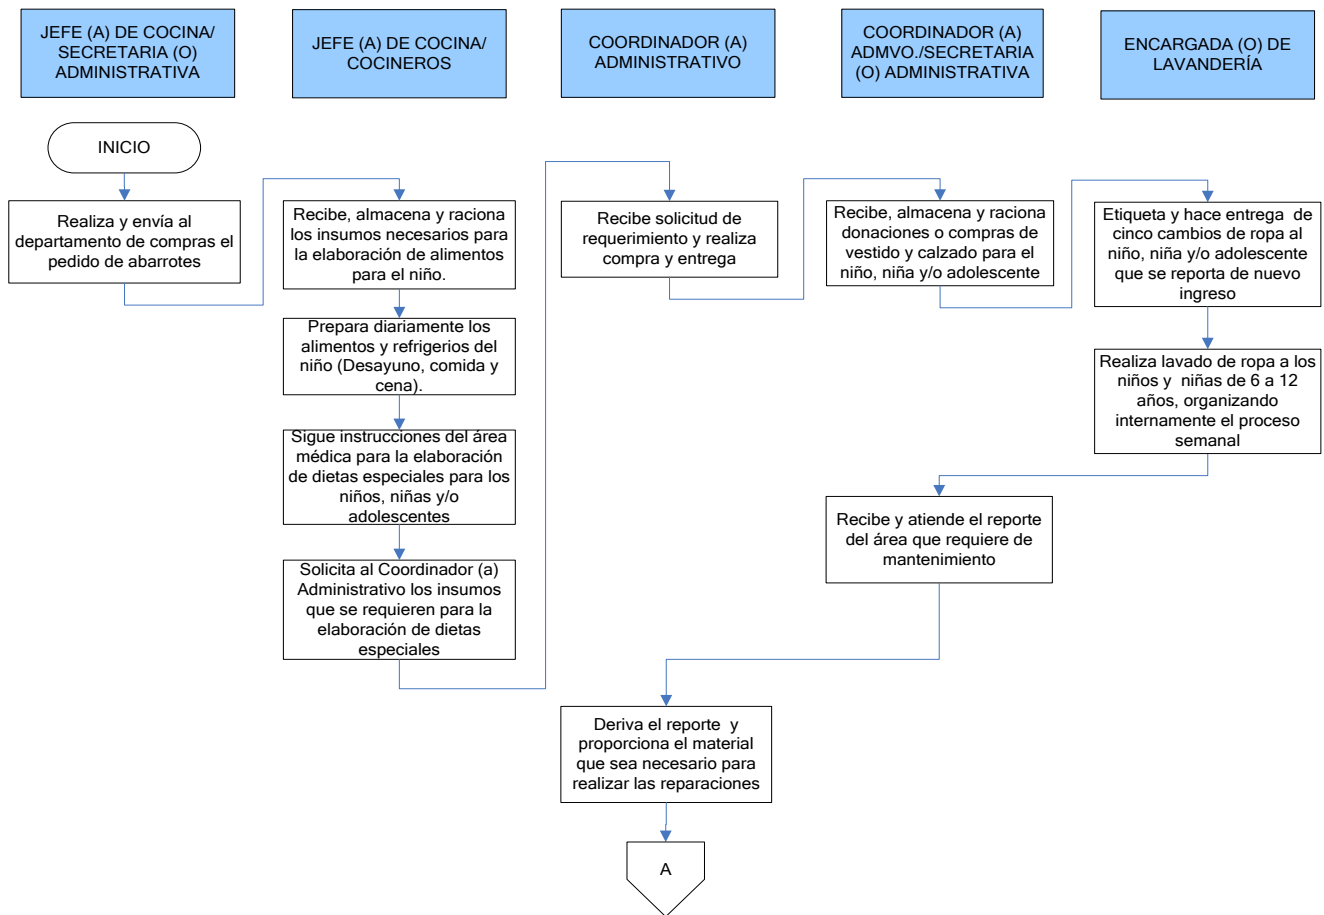 JEFE (A) DE COCINA/
SECRETARIA (O)
ADMINISTRATIVA
JEFE (A) DE COCINA/
COCINEROS
COORDINADOR (A)
ADMINISTRATIVO
COORDINADOR (A)
ADMVO./SECRETARIA
(O) ADMINISTRATIVA
ENCARGADA (O) DE
LAVANDERÍA
INICIO
Realiza y envía al
departamento de compras el
pedido de abarrotes
Recibe, almacena y raciona
los insumos necesarios para
la elaboración de alimentos
para el niño.
Prepara diariamente los
alimentos y refrigerios del
niño (Desayuno, comida y
cena).
Sigue instrucciones del área
médica para la elaboración
de dietas especiales para los
niños, niñas y/o
adolescentes
Solicita al Coordinador (a)
Administrativo los insumos
que se requieren para la
elaboración de dietas
especiales
Recibe solicitud de
requerimiento y realiza
compra y entrega
Recibe, almacena y raciona
donaciones o compras de
vestido y calzado para el
niño, niña y/o adolescente
Etiqueta y hace entrega de
cinco cambios de ropa al
niño, niña y/o adolescente
que se reporta de nuevo
ingreso
Realiza lavado de ropa a los
niños y niñas de 6 a 12
años, organizando
internamente el proceso
semanal
Recibe y atiende el reporte
del área que requiere de
mantenimiento
Deriva el reporte y
proporciona el material
que sea necesario para
realizar las reparaciones
A